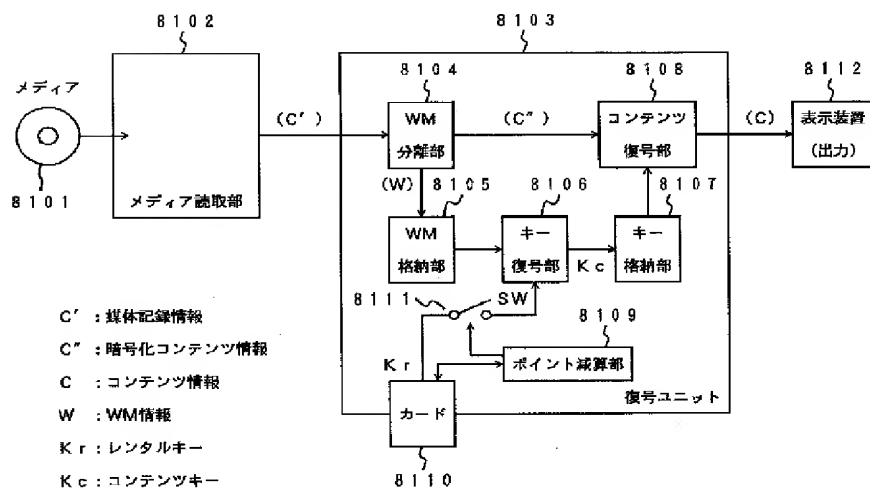 8102
8103
8104
8108
8112
メディア
(C′)
WM
分離部
(C″)
コンテンツ
復号部
(C)
表示装置
(出力)
8101
メディア読取部
(W)
8105
8106
8107
WM
格納部
キー
復号部
Kc
キー
格納部
8111
SW
8109
Kr
ポイント減算部
復号ユニット
カード
8110
C′：媒体記録情報
C″：暗号化コンテンツ情報
C：コンテンツ情報
W：WM情報
Kr：レンタルキー
Kc：コンテンツキー